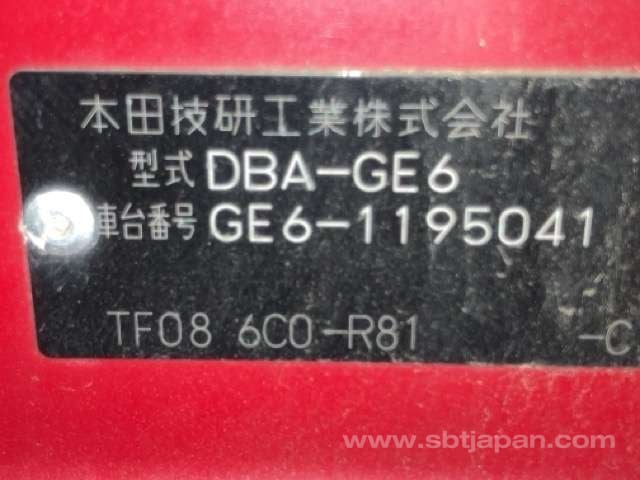 本田技研工業株式会社
型式 DBA-GE6
車台番号 GE6-1195041
TF08 6C0-R81 -C
www.sbtjapan.com